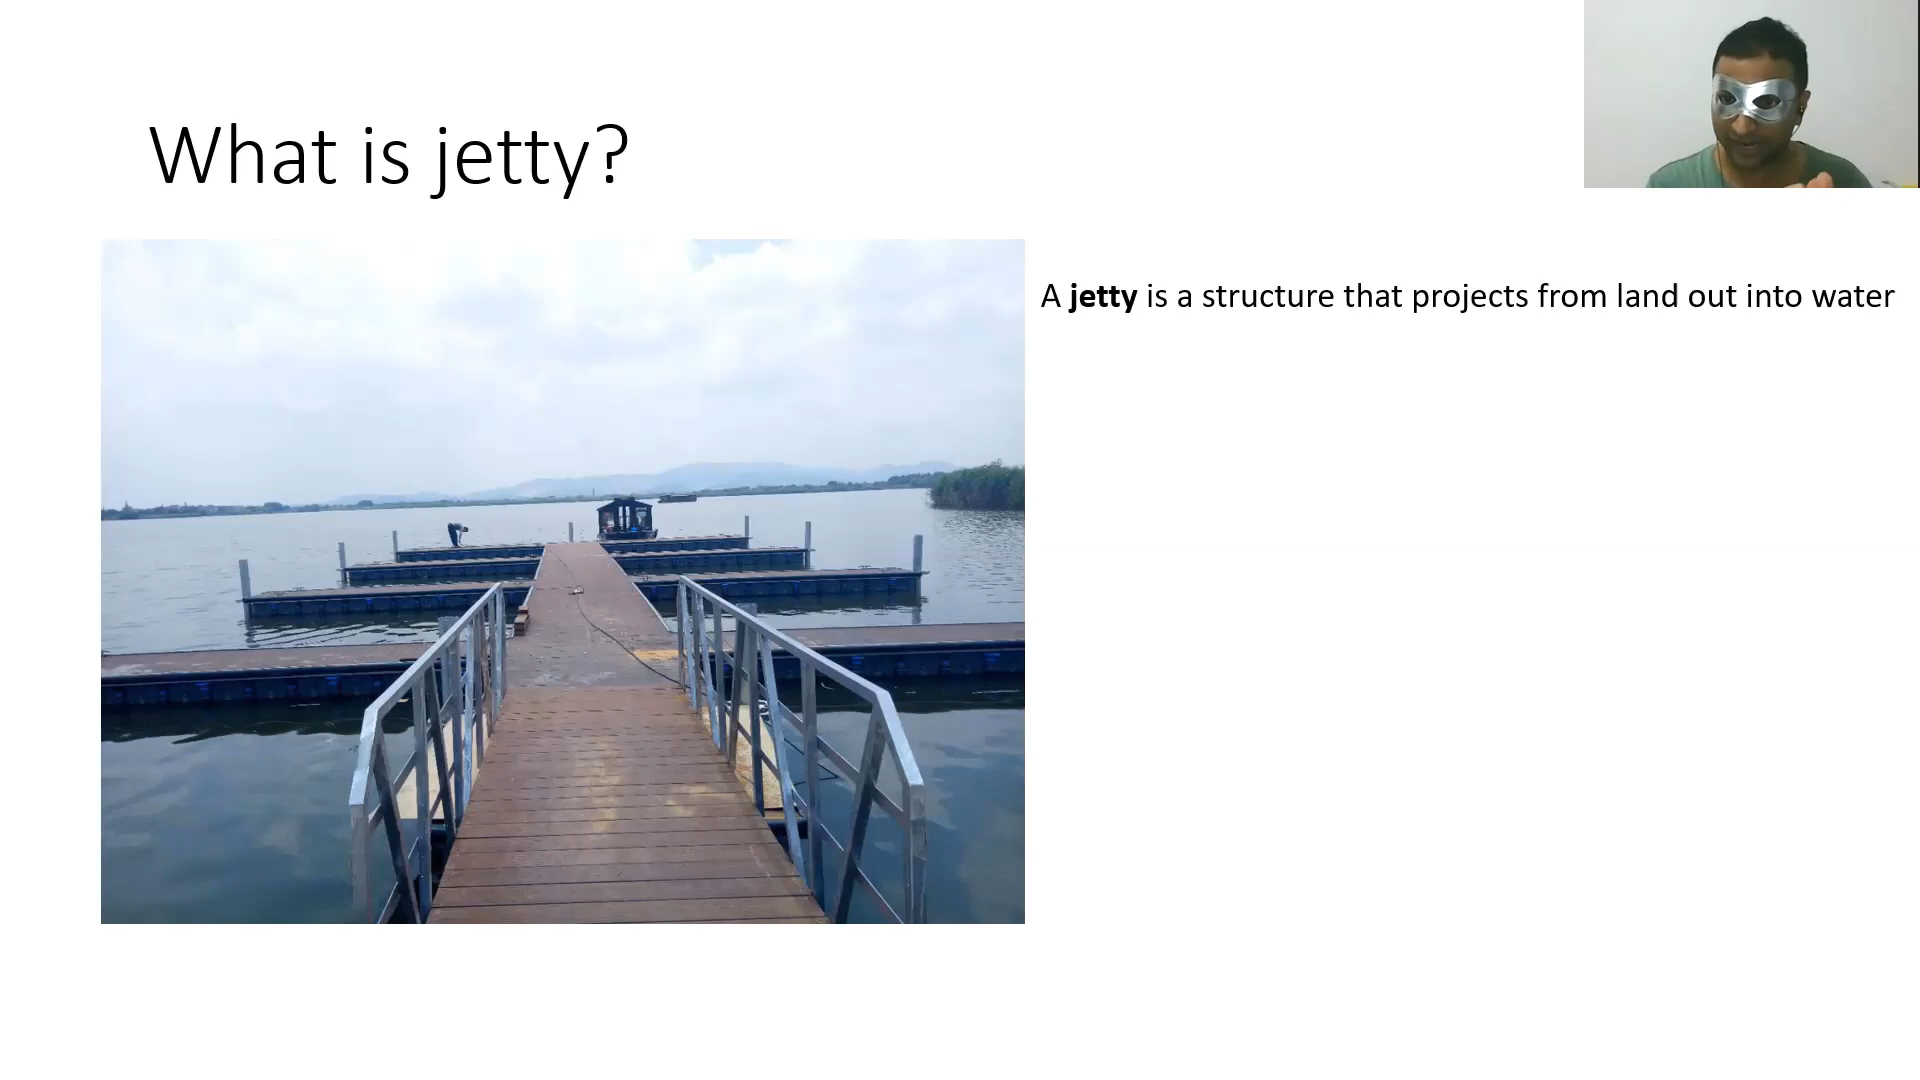 What is jetty?
A jetty is a structure that projects from land out into water